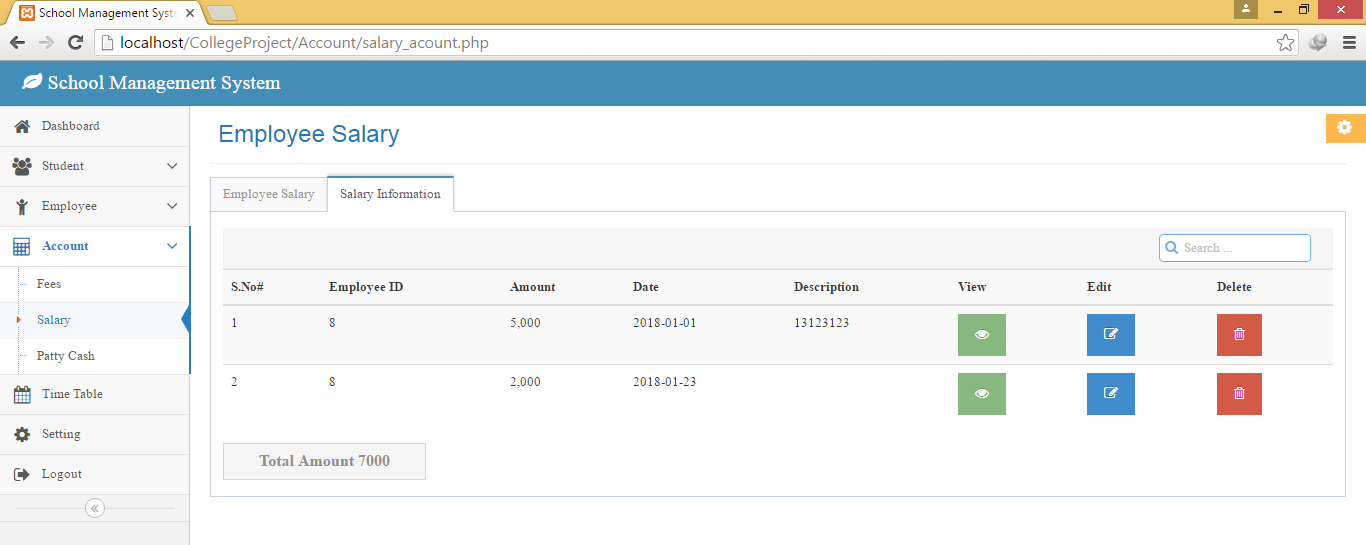 School Management Syste
localhost/CollegeProject/Account/salary_acount.php
School Management System
Dashboard
Student
Employee
Account
Fees
Salary
Patty Cash
Time Table
Setting
Logout
Employee Salary
Employee Salary Salary Information
Search ...
S.No# Employee ID Amount Date Description View Edit Delete
1 8 5,000 2018-01-01 13123123
2 8 2,000 2018-01-23
Total Amount 7000